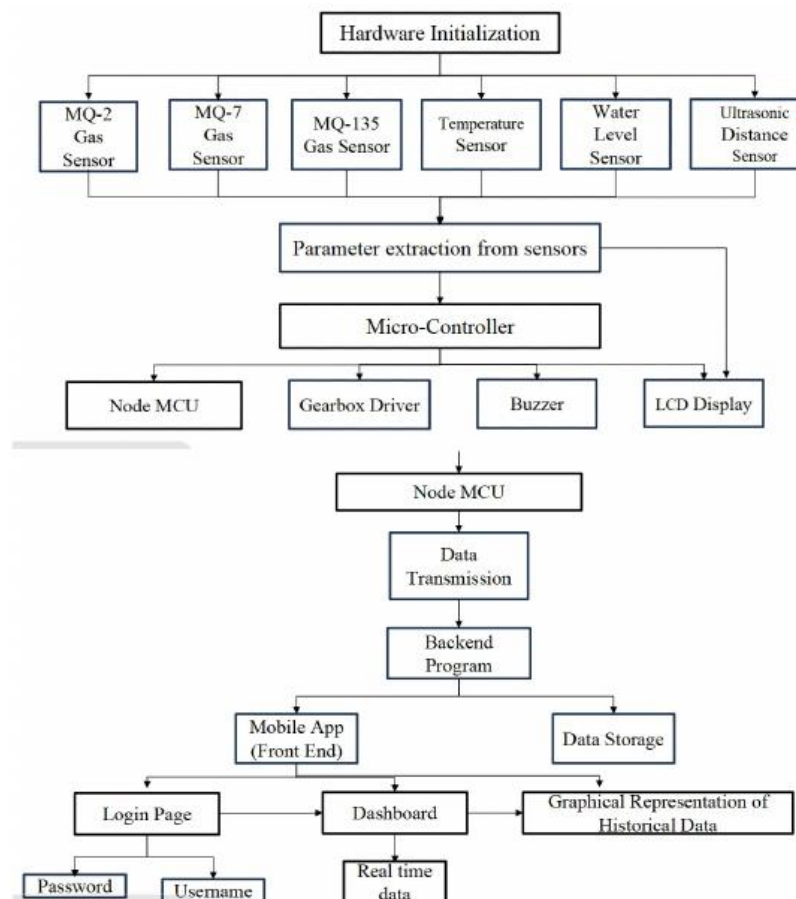 Hardware Initialization
MQ-2
Gas
Sensor
MQ-7
Gas
Sensor
MQ-135
Gas Sensor
Temperature
Sensor
Water
Level
Sensor
Ultrasonic
Distance
Sensor
Parameter extraction from sensors
Micro-Controller
Node MCU
Gearbox Driver
Buzzer
LCD Display
Node MCU
Data
Transmission
Backend
Program
Mobile App
(Front End)
Data Storage
Login Page
Dashboard
Graphical Representation of
Historical Data
Password
Username
Real time
data